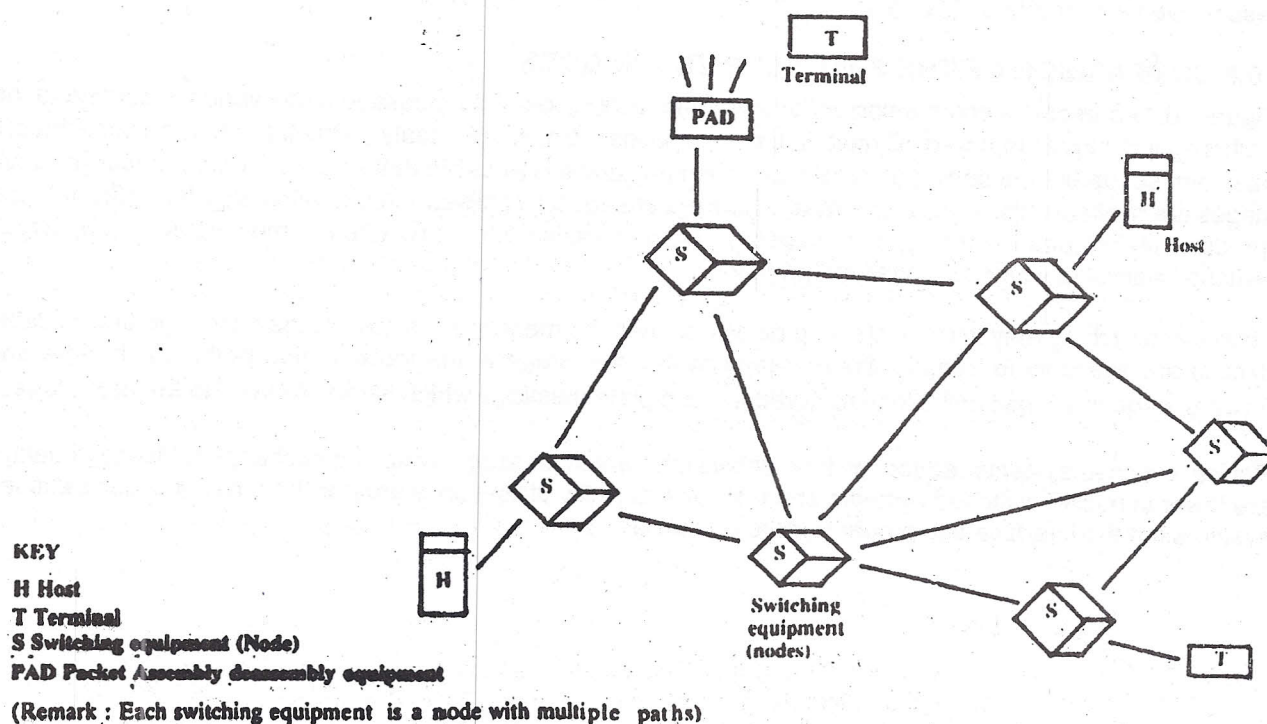 T
Terminal
PAD
H
Host
S
S
S
S
H
S
Switching
equipment
(nodes)
S
T
KEY
H Host
T Terminal
S Switching equipment (Node)
PAD Packet Assembly deassembly equipment
(Remark : Each switching equipment is a node with multiple paths)